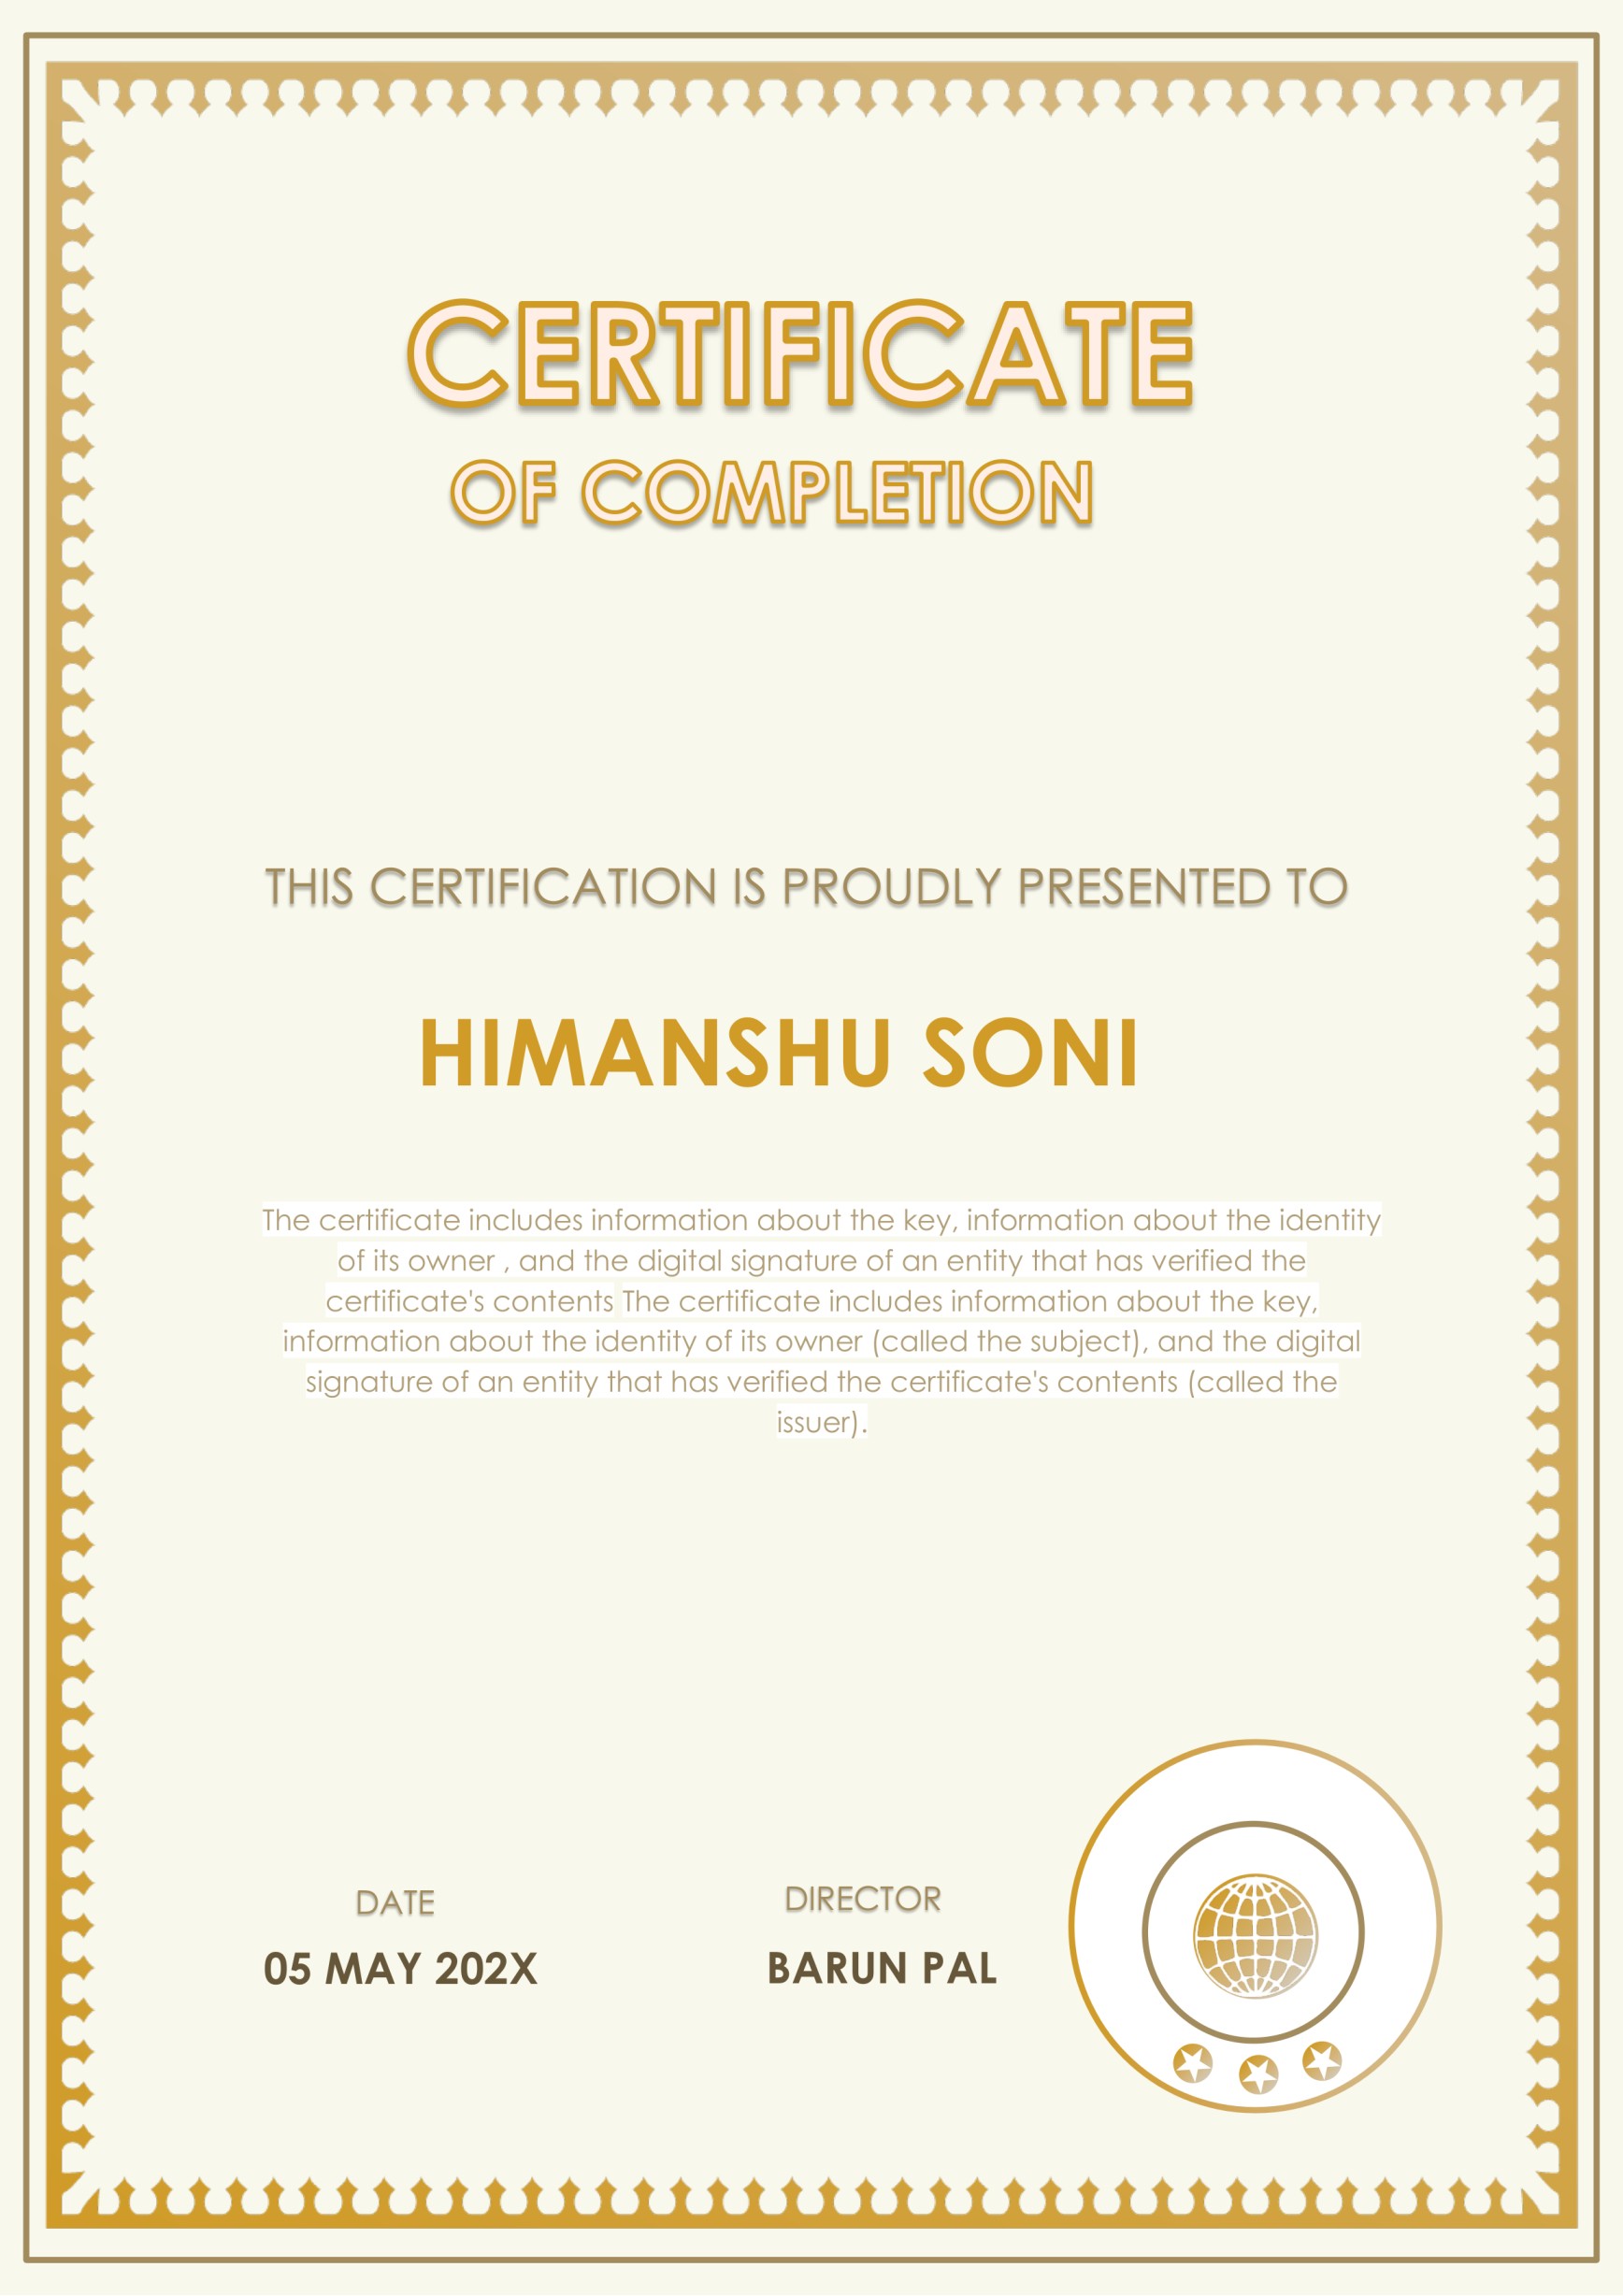 CERTIFICATE
OF COMPLETION
THIS CERTIFICATION IS PROUDLY PRESENTED TO
HIMANSHU SONI
The certificate includes information about the key, information about the identity
of its owner , and the digital signature of an entity that has verified the
certificate's contents The certificate includes information about the key,
information about the identity of its owner (called the subject), and the digital
signature of an entity that has verified the certificate's contents (called the
issuer).
DATE
05 MAY 202X
DIRECTOR
BARUN PAL